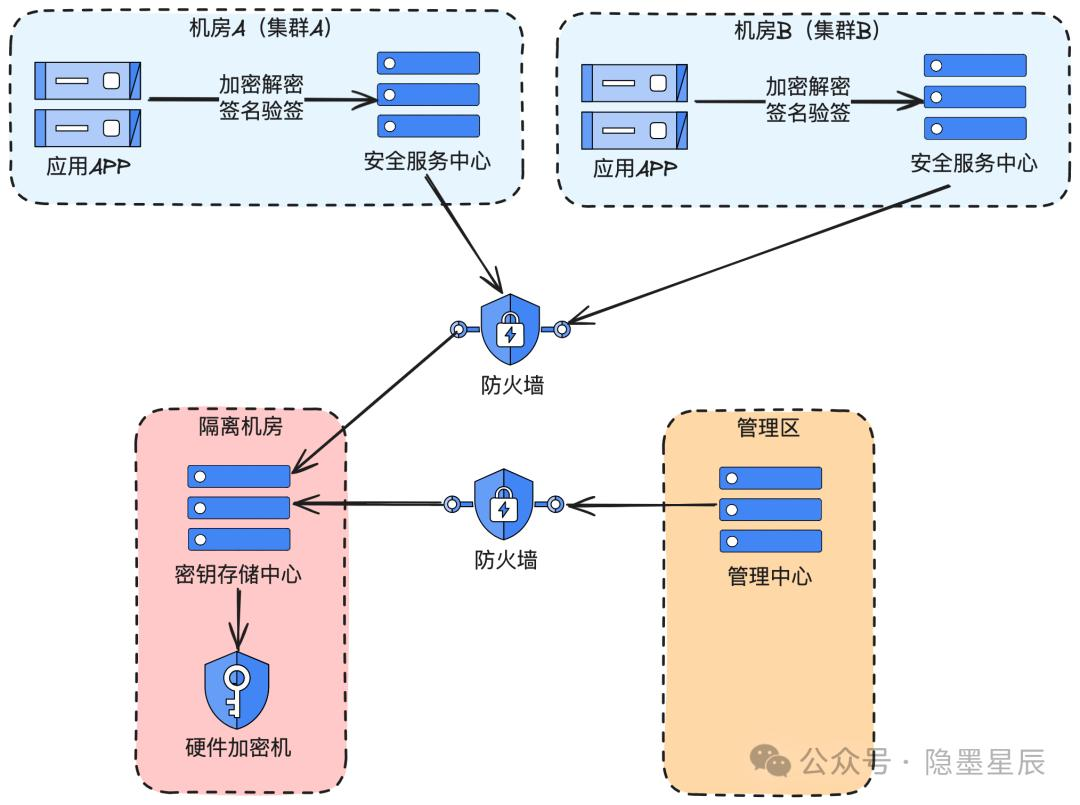 机房A（集群A）
机房B（集群B）
加密解密
签名验签
应用APP
安全服务中心
加密解密
签名验签
应用APP
安全服务中心
防火墙
隔离机房
管理区
防火墙
密钥存储中心
管理中心
硬件加密机
公众号·隐墨星辰